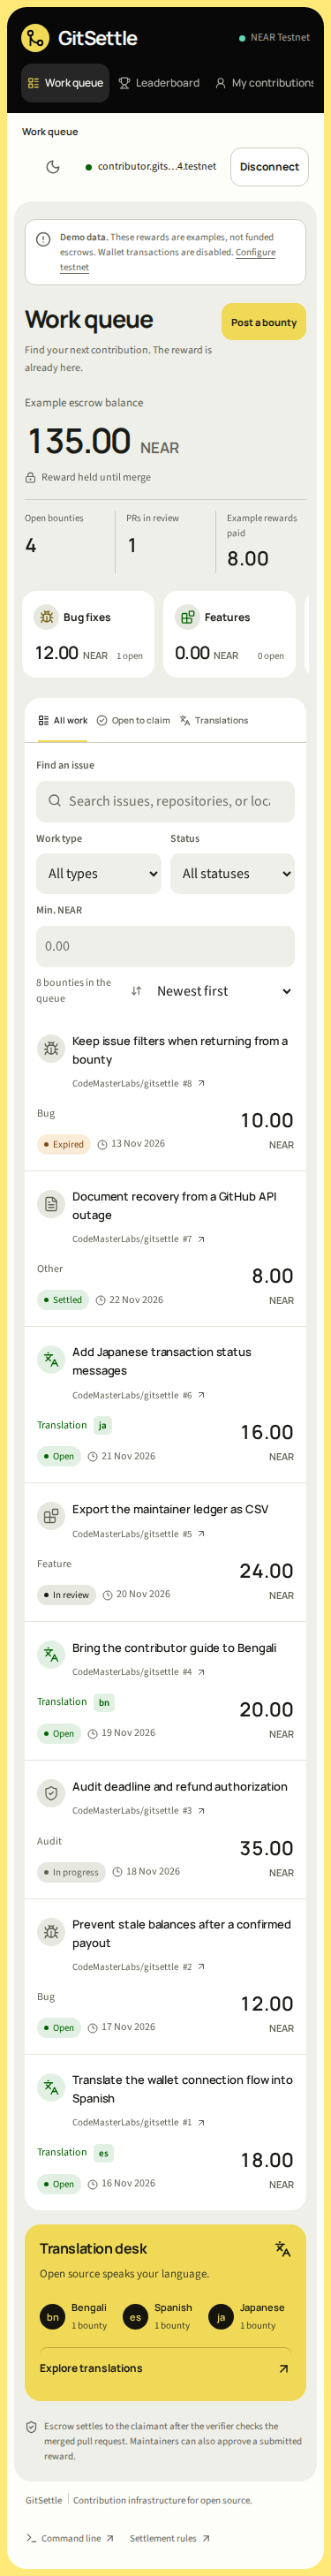 GitSettle
NEAR Testnet
Work queue
Leaderboard
My contributions
Work queue
contributor.gits...4.testnet
Disconnect
Demo data. These rewards are examples, not funded
escrows. Wallet transactions are disabled. Configure
testnet
Work queue
Post a bounty
Find your next contribution. The reward is
already here.
Example escrow balance
135.00 NEAR
Reward held until merge
Open bounties
4
PRs in review
1
Example rewards
paid
8.00
Bug fixes
12.00 NEAR 1 open
Features
0.00 NEAR 0 open
All work
Open to claim
Translations
Find an issue
Search issues, repositories, or loca
Work type
Status
All types
All statuses
Min. NEAR
0.00
8 bounties in the
queue
Newest first
Keep issue filters when returning from a
bounty
CodeMasterLabs/gitsettle #8
Bug
Expired
13 Nov 2026
10.00
NEAR
Document recovery from a GitHub API
outage
CodeMasterLabs/gitsettle #7
Other
Settled
22 Nov 2026
8.00
NEAR
Add Japanese transaction status
messages
CodeMasterLabs/gitsettle #6
Translation ja
Open
21 Nov 2026
16.00
NEAR
Export the maintainer ledger as CSV
CodeMasterLabs/gitsettle #5
Feature
In review
20 Nov 2026
24.00
NEAR
Bring the contributor guide to Bengali
CodeMasterLabs/gitsettle #4
Translation bn
Open
19 Nov 2026
20.00
NEAR
Audit deadline and refund authorization
CodeMasterLabs/gitsettle #3
Audit
In progress
18 Nov 2026
35.00
NEAR
Prevent stale balances after a confirmed
payout
CodeMasterLabs/gitsettle #2
Bug
Open
17 Nov 2026
12.00
NEAR
Translate the wallet connection flow into
Spanish
CodeMasterLabs/gitsettle #1
Translation es
Open
16 Nov 2026
18.00
NEAR
Translation desk
Open source speaks your language.
bn
Bengali
1 bounty
es
Spanish
1 bounty
ja
Japanese
1 bounty
Explore translations
Escrow settles to the claimant after the verifier checks the
merged pull request. Maintainers can also approve a submitted
reward.
GitSettle
Contribution infrastructure for open source.
Command line
Settlement rules